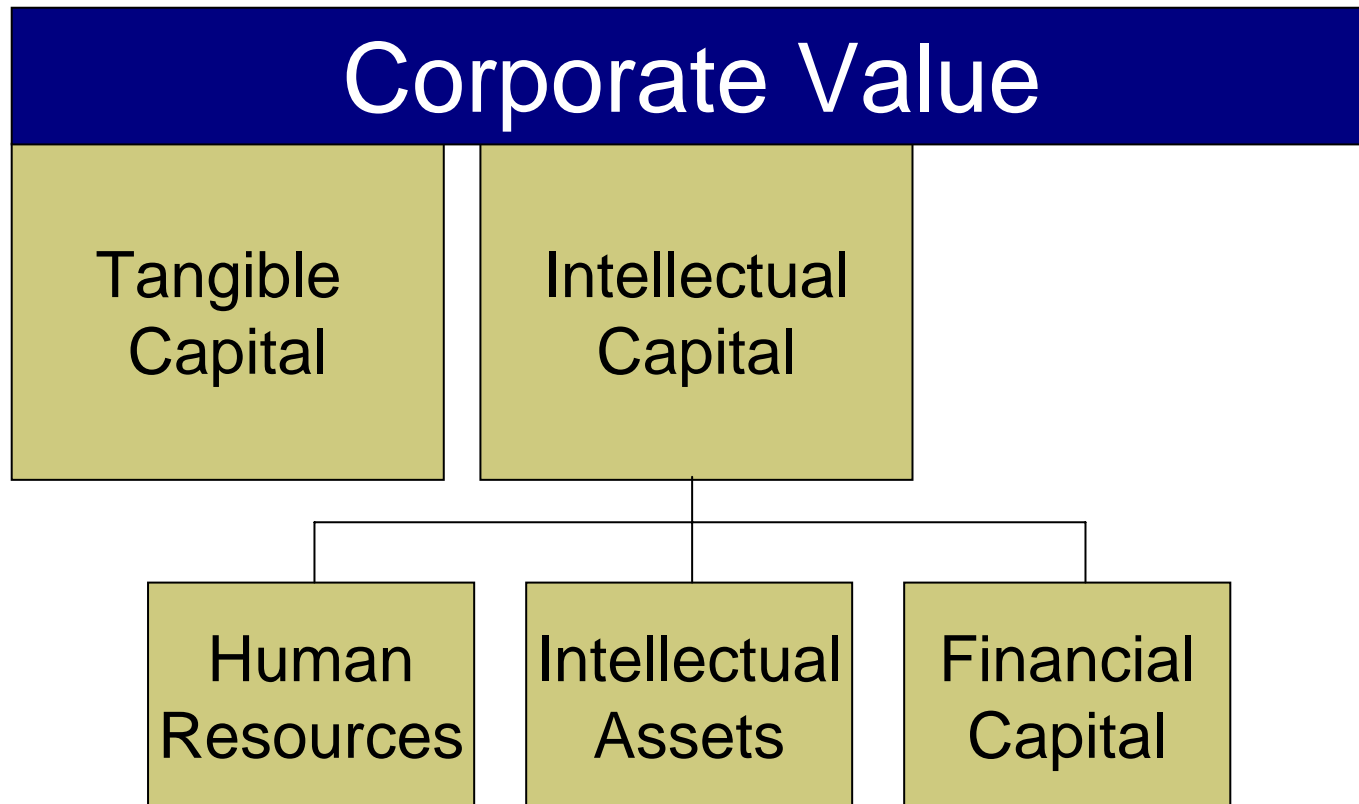 Corporate Value
Tangible
Capital
Intellectual
Capital
Human
Resources
Intellectual
Assets
Financial
Capital